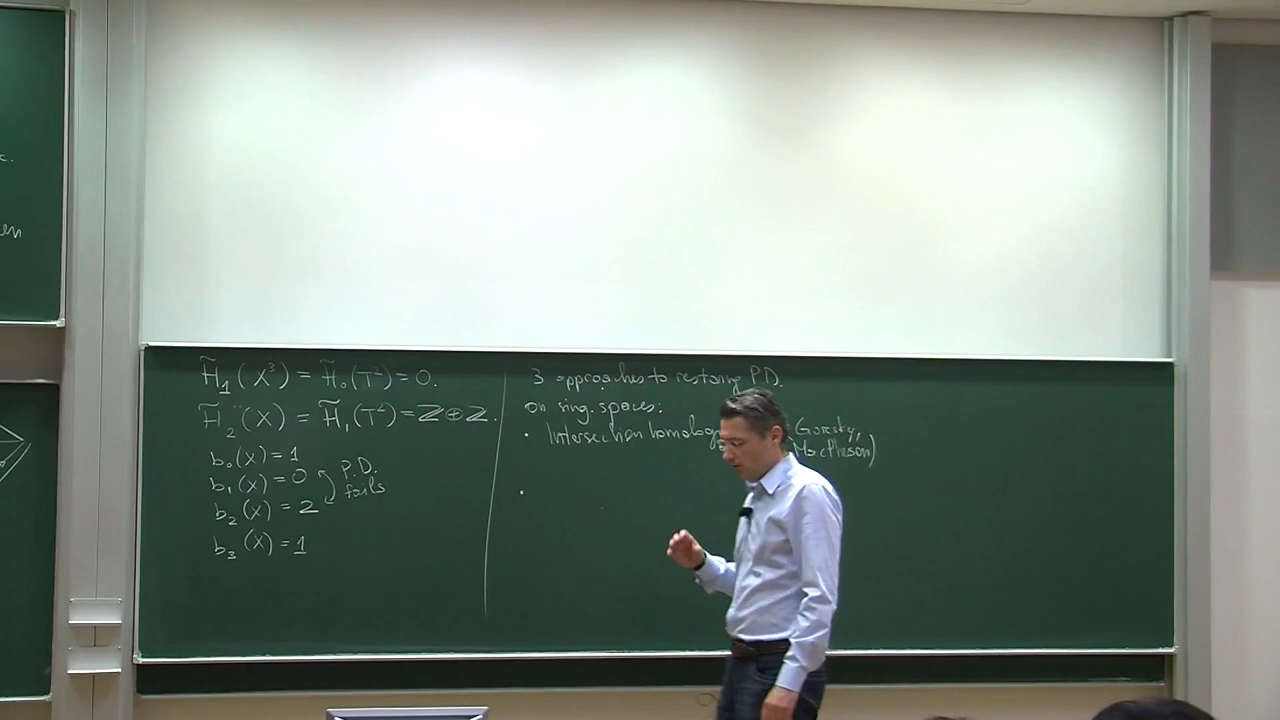 c.
en
H̃₁(X³) = H̃₀(T²) = 0.
H̃₂(X) = H̃₁(T²) = ℤ⊕ℤ.
b₀(X) = 1
b₁(X) = 0
b₂(X) = 2
b₃(X) = 1
P.D.
fails
3 approaches to restoring P.D.
on sing. spaces:
• Intersection homology (Goresky,
MacPherson)
•